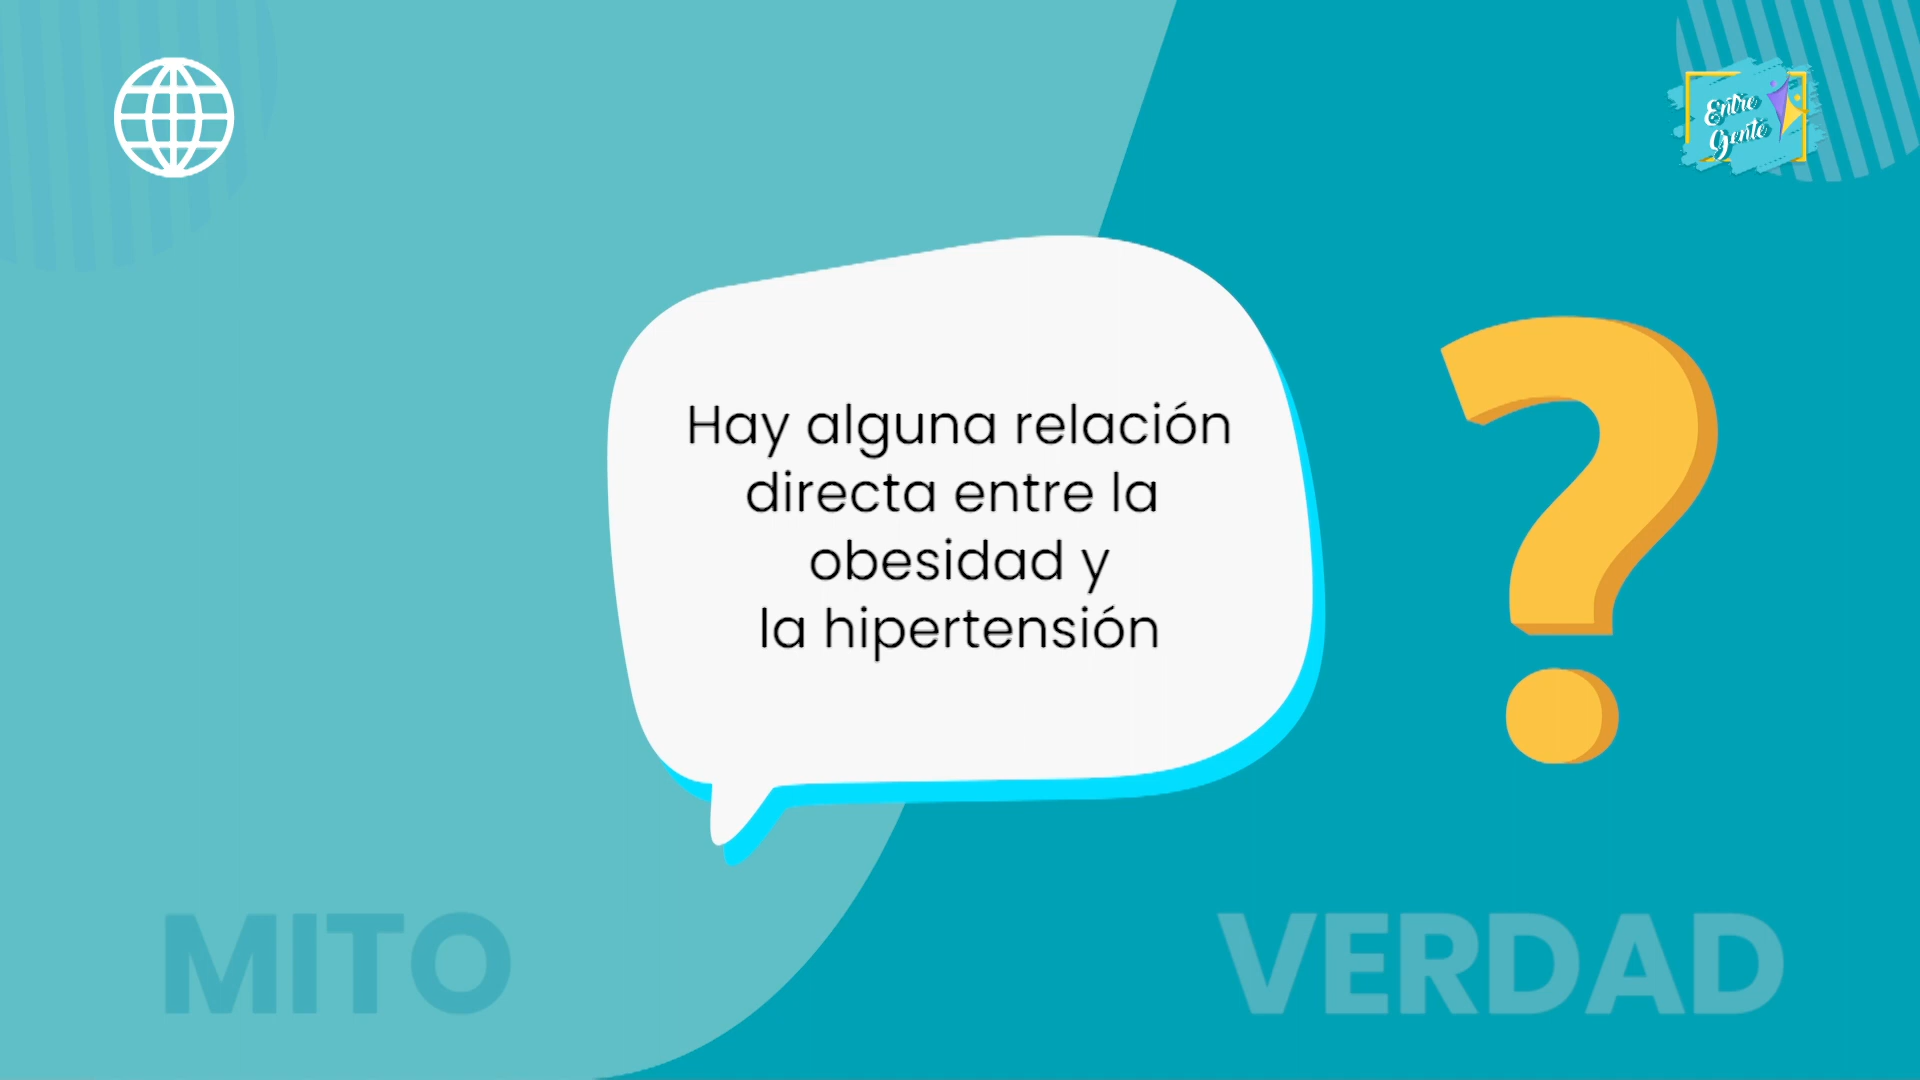 Entre
Gente
Hay alguna relación
directa entre la
obesidad y
la hipertensión
MITO
VERDAD